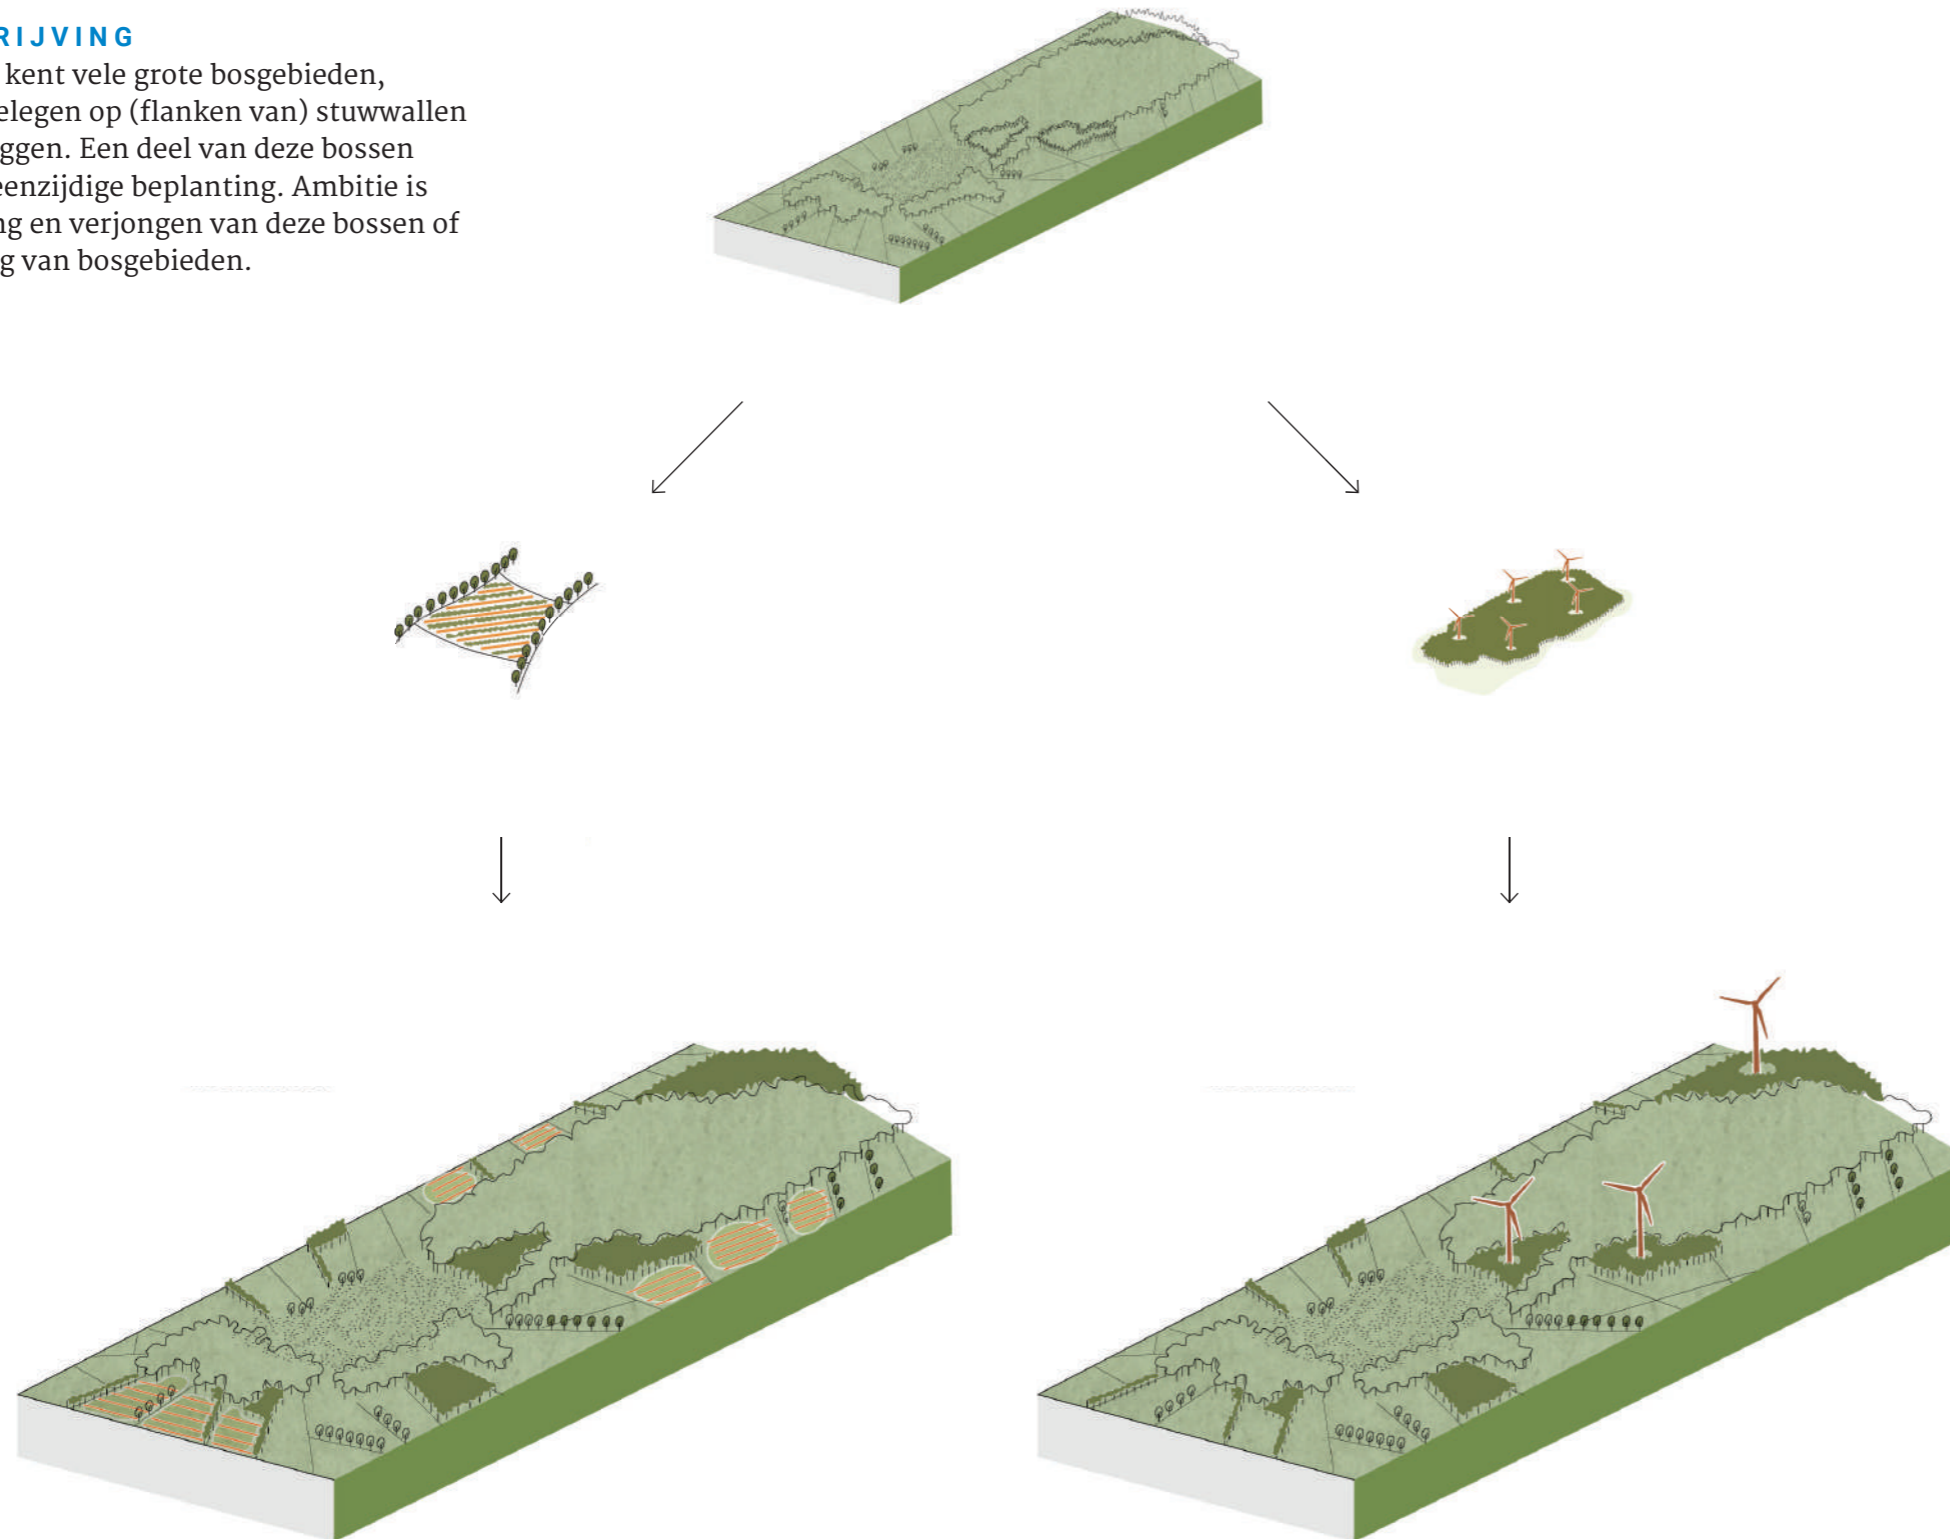 RIJVING
kent vele grote bosgebieden,
elegen op (flanken van) stuwwallen
ggen. Een deel van deze bossen
eenzijdige beplanting. Ambitie is
ng en verjongen van deze bossen of
g van bosgebieden.